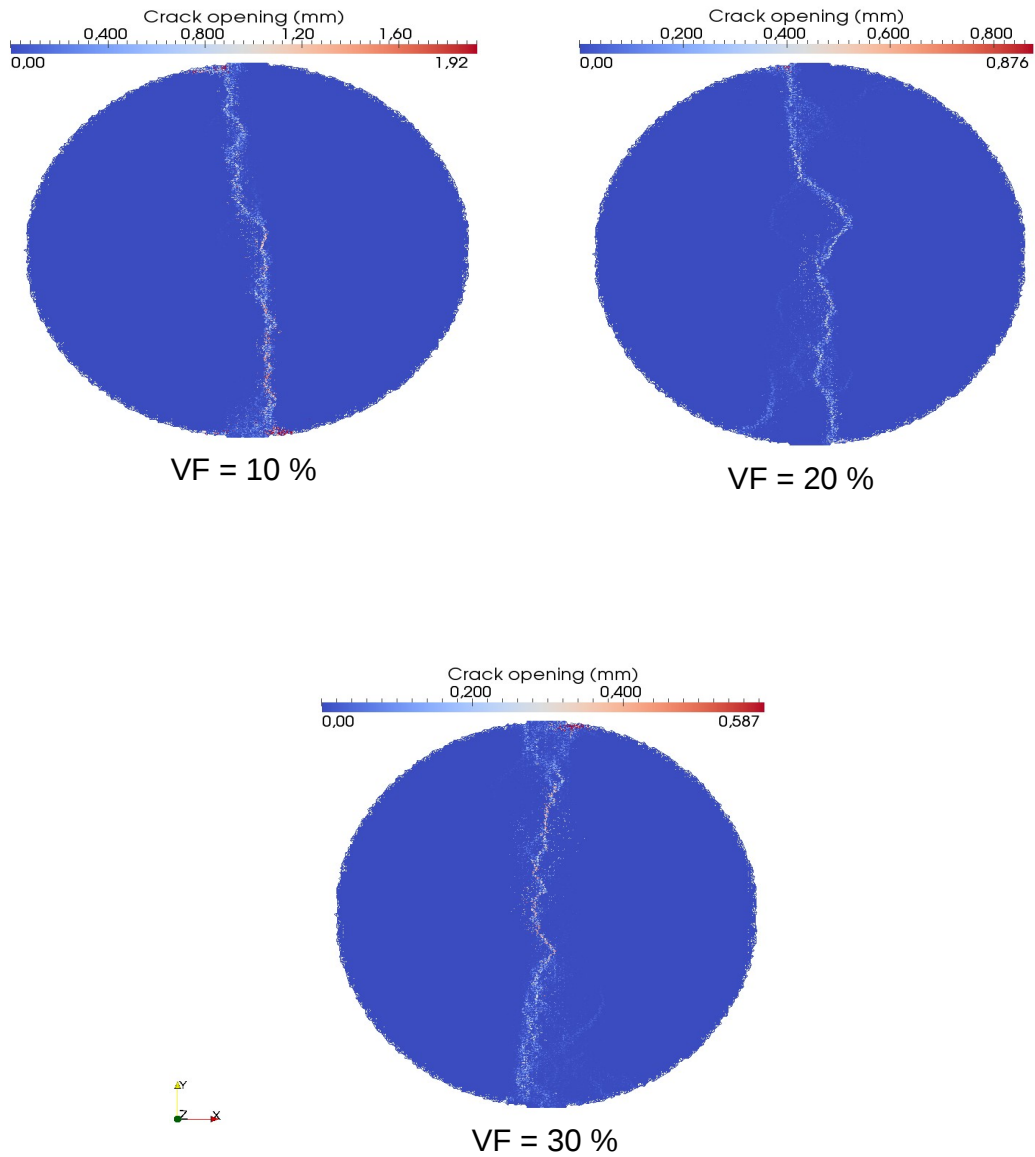 Crack opening (mm)
0,400 0,800 1,20 1,60
0,00 1,92
VF = 10 %
Crack opening (mm)
0,200 0,400 0,600 0,800
0,00 0,876
VF = 20 %
Crack opening (mm)
0,200 0,400
0,00 0,587
Y
Z X
VF = 30 %